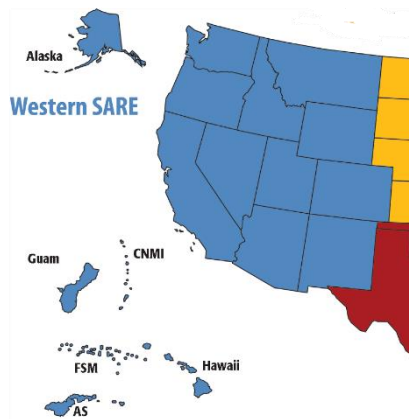 Alaska
Western SARE
CNMI
Guam
FSM
Hawaii
AS